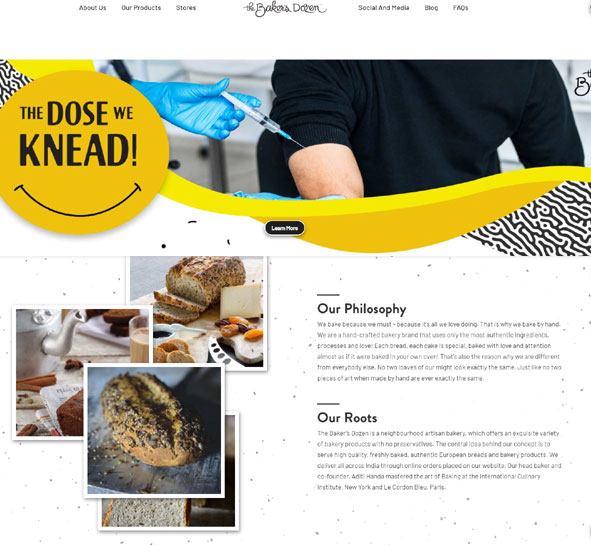 About Us Our Products Stores the Baker's Dozen Social And Media Blog FAQs
THE DOSE WE
KNEAD!
Learn More
Our Philosophy
We bake because we must - because it's all we love doing. That is why we bake by hand.
We are a hand-crafted bakery brand that uses only the most authentic ingredients,
processes and love! Each bread, each cake is special, baked with love and attention
almost as if it were baked in your own oven! That's also the reason why we are different
from everybody else. No two loaves of our might look exactly the same. Just like no two
pieces of art when made by hand are ever exactly the same.
Our Roots
The Baker's Dozen is a neighbourhood artisan bakery, which offers an exquisite variety
of bakery products with no preservatives. The central idea behind our concept is to
serve high quality, freshly baked, authentic European breads and bakery products. We
deliver all across India through online orders placed on our website. Our head baker and
co-founder, Aditi Handa mastered the art of Baking at the International Culinary
Institute, New York and Le Cordon Bleu, Paris.